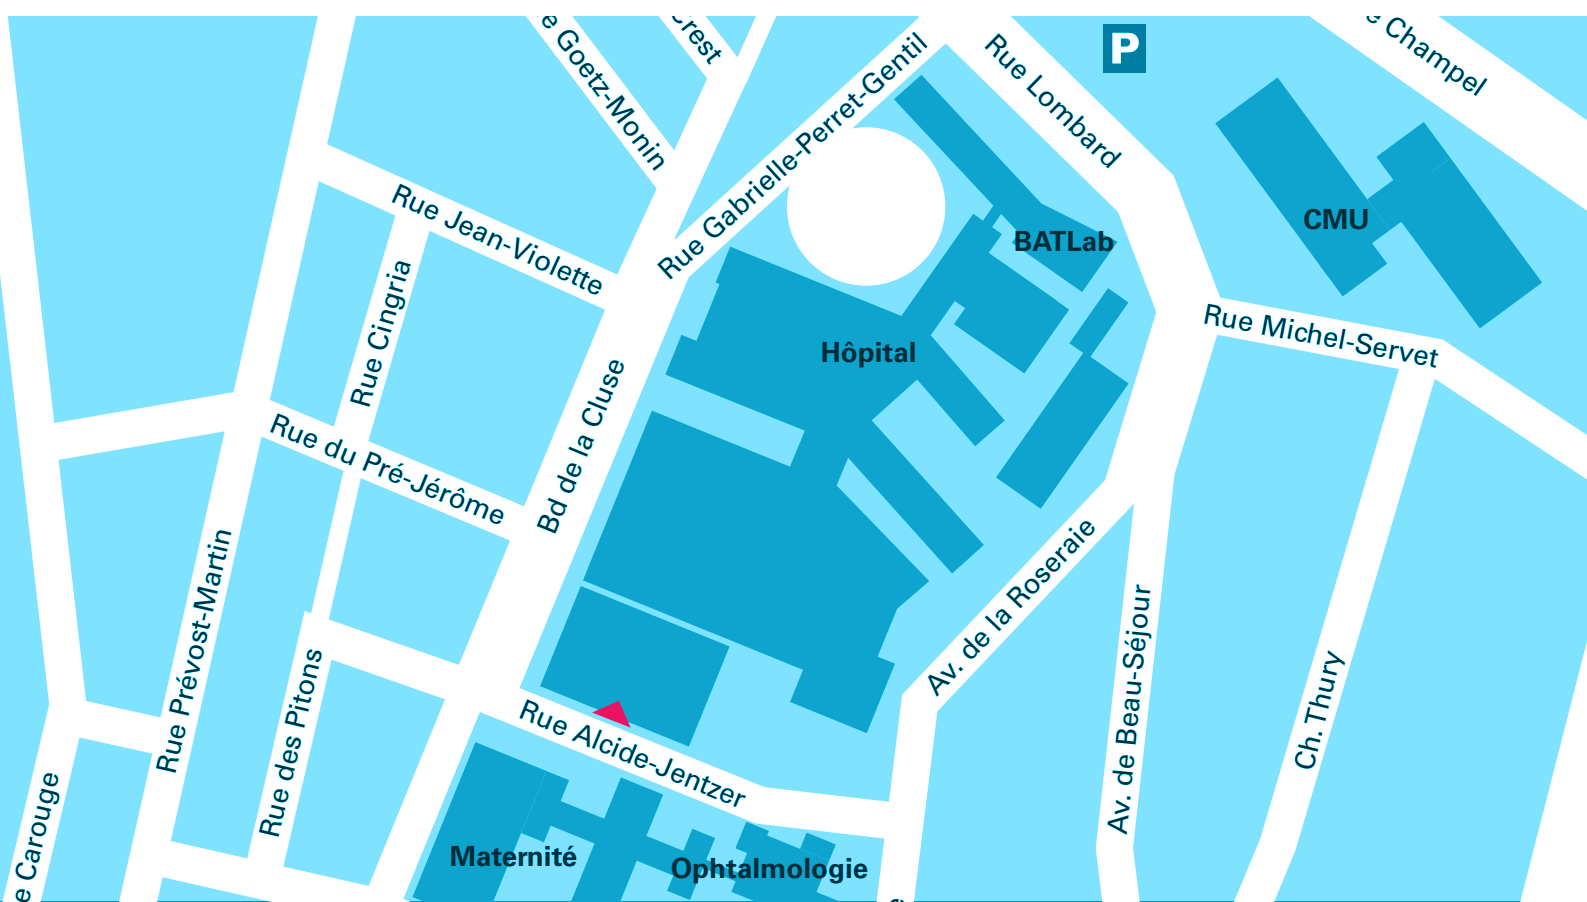 e Goetz-Monin
Crest
Rue Gabrielle-Perret-Gentil
Rue Lombard
P
e Champel
Rue Jean-Violette
CMU
BATLab
Rue Cingria
Hôpital
Rue Michel-Servet
Bd de la Cluse
Rue du Pré-Jérôme
Rue Prévost-Martin
Av. de la Roseraie
Av. de Beau-Séjour
Ch. Thury
Rue des Pitons
Rue Alcide-Jentzer
e Carouge
Maternité
Ophtalmologie